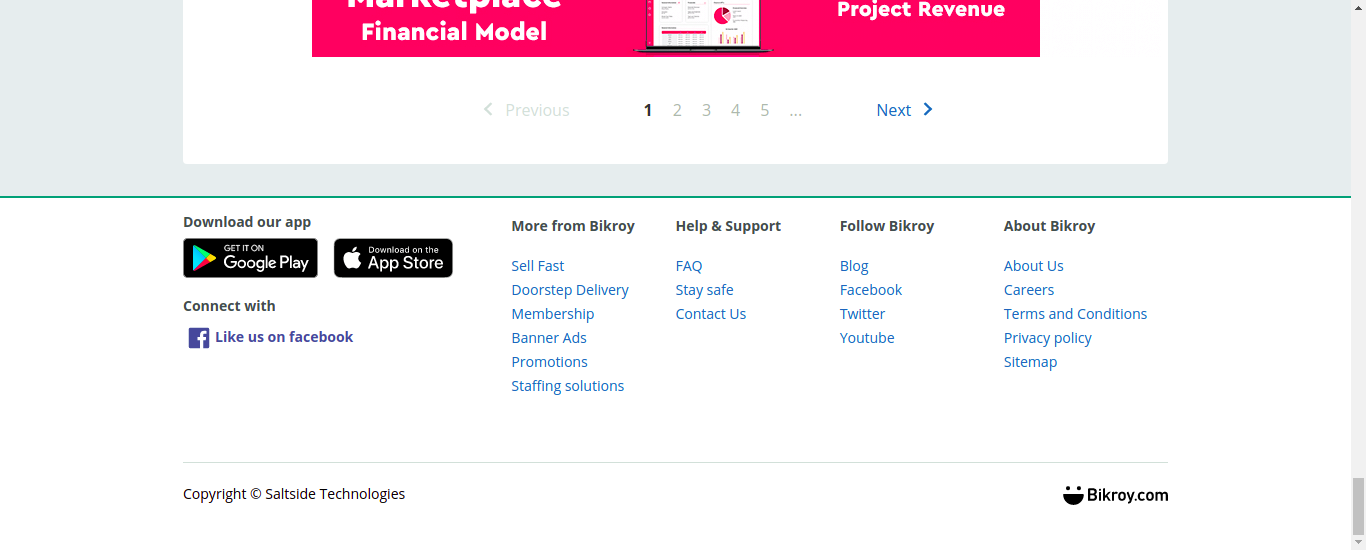 Marketplace
Financial Model
Project Revenue
Previous 1 2 3 4 5 ... Next
Download our app
GET IT ON
Google Play
Download on the
App Store
Connect with
Like us on facebook
More from Bikroy
Sell Fast
Doorstep Delivery
Membership
Banner Ads
Promotions
Staffing solutions
Help & Support
FAQ
Stay safe
Contact Us
Follow Bikroy
Blog
Facebook
Twitter
Youtube
About Bikroy
About Us
Careers
Terms and Conditions
Privacy policy
Sitemap
Copyright © Saltside Technologies
Bikroy.com